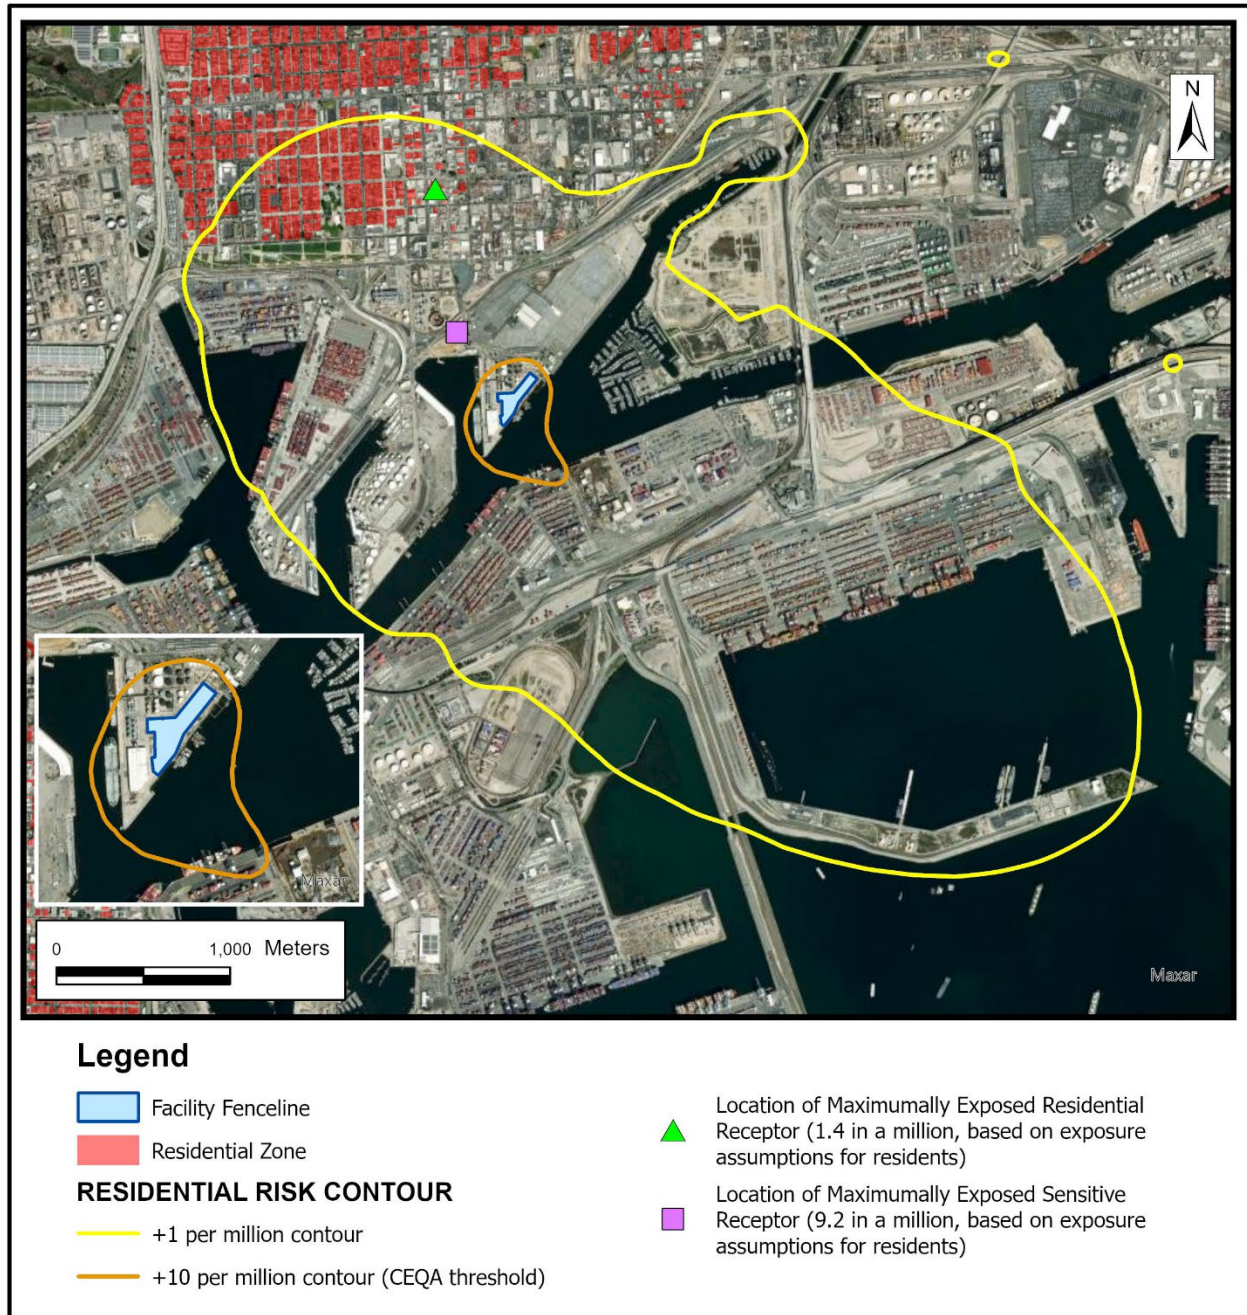 N
Maxar
0 1,000 Meters
Maxar
Legend
Facility Fenceline
Residential Zone
RESIDENTIAL RISK CONTOUR
+1 per million contour
+10 per million contour (CEQA threshold)
Location of Maximumally Exposed Residential
Receptor (1.4 in a million, based on exposure
assumptions for residents)
Location of Maximumally Exposed Sensitive
Receptor (9.2 in a million, based on exposure
assumptions for residents)